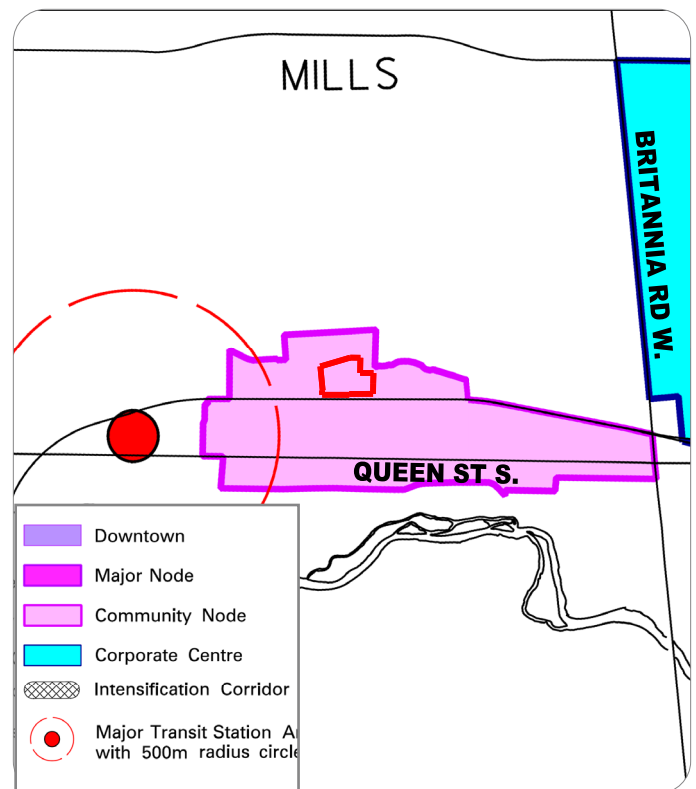 MILLS
BRITANNIA RD W.
QUEEN ST S.
Downtown
Major Node
Community Node
Corporate Centre
Intensification Corridor
Major Transit Station A
with 500m radius circle